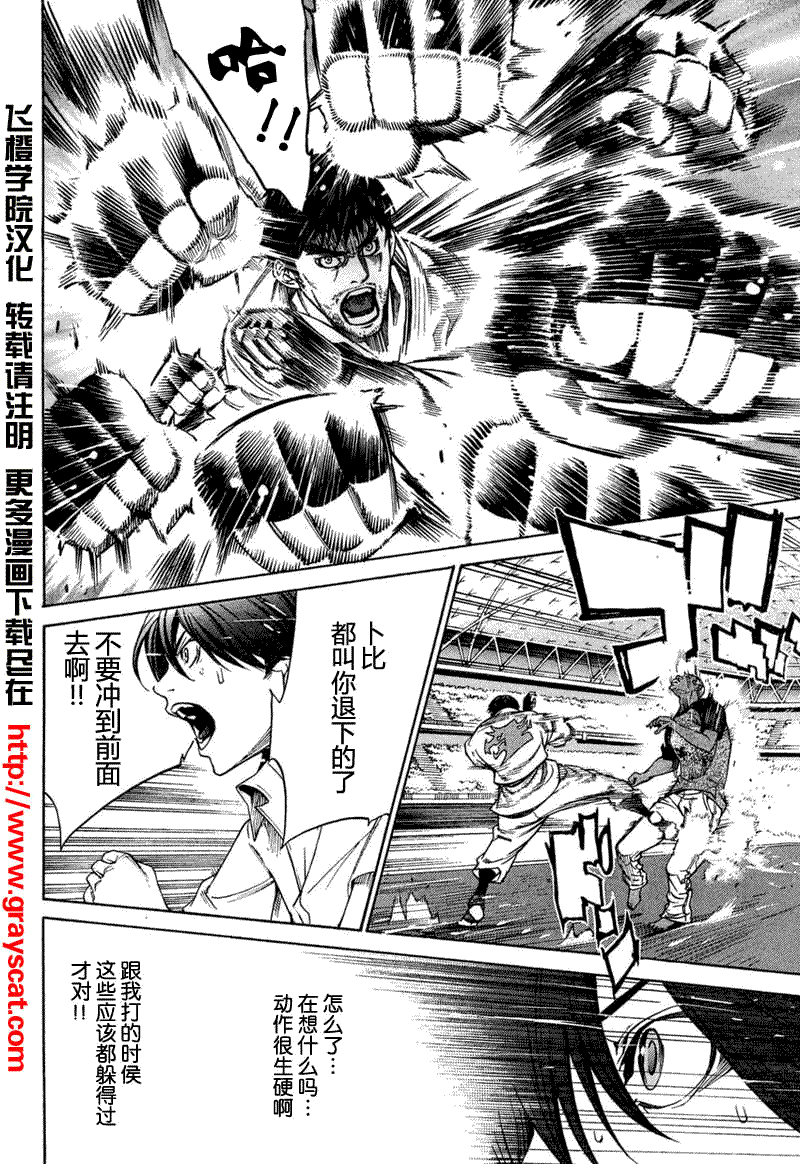 哈!!
卜比
都叫你退下的了
不要冲到前面
去啊!!
怎么了…
在想什么吗…
动作很生硬啊
跟我打的时候
这些应该都躲得过
才对!!
飞橙学院汉化 转载请注明 更多漫画下载尽在 http://www.grayscat.com